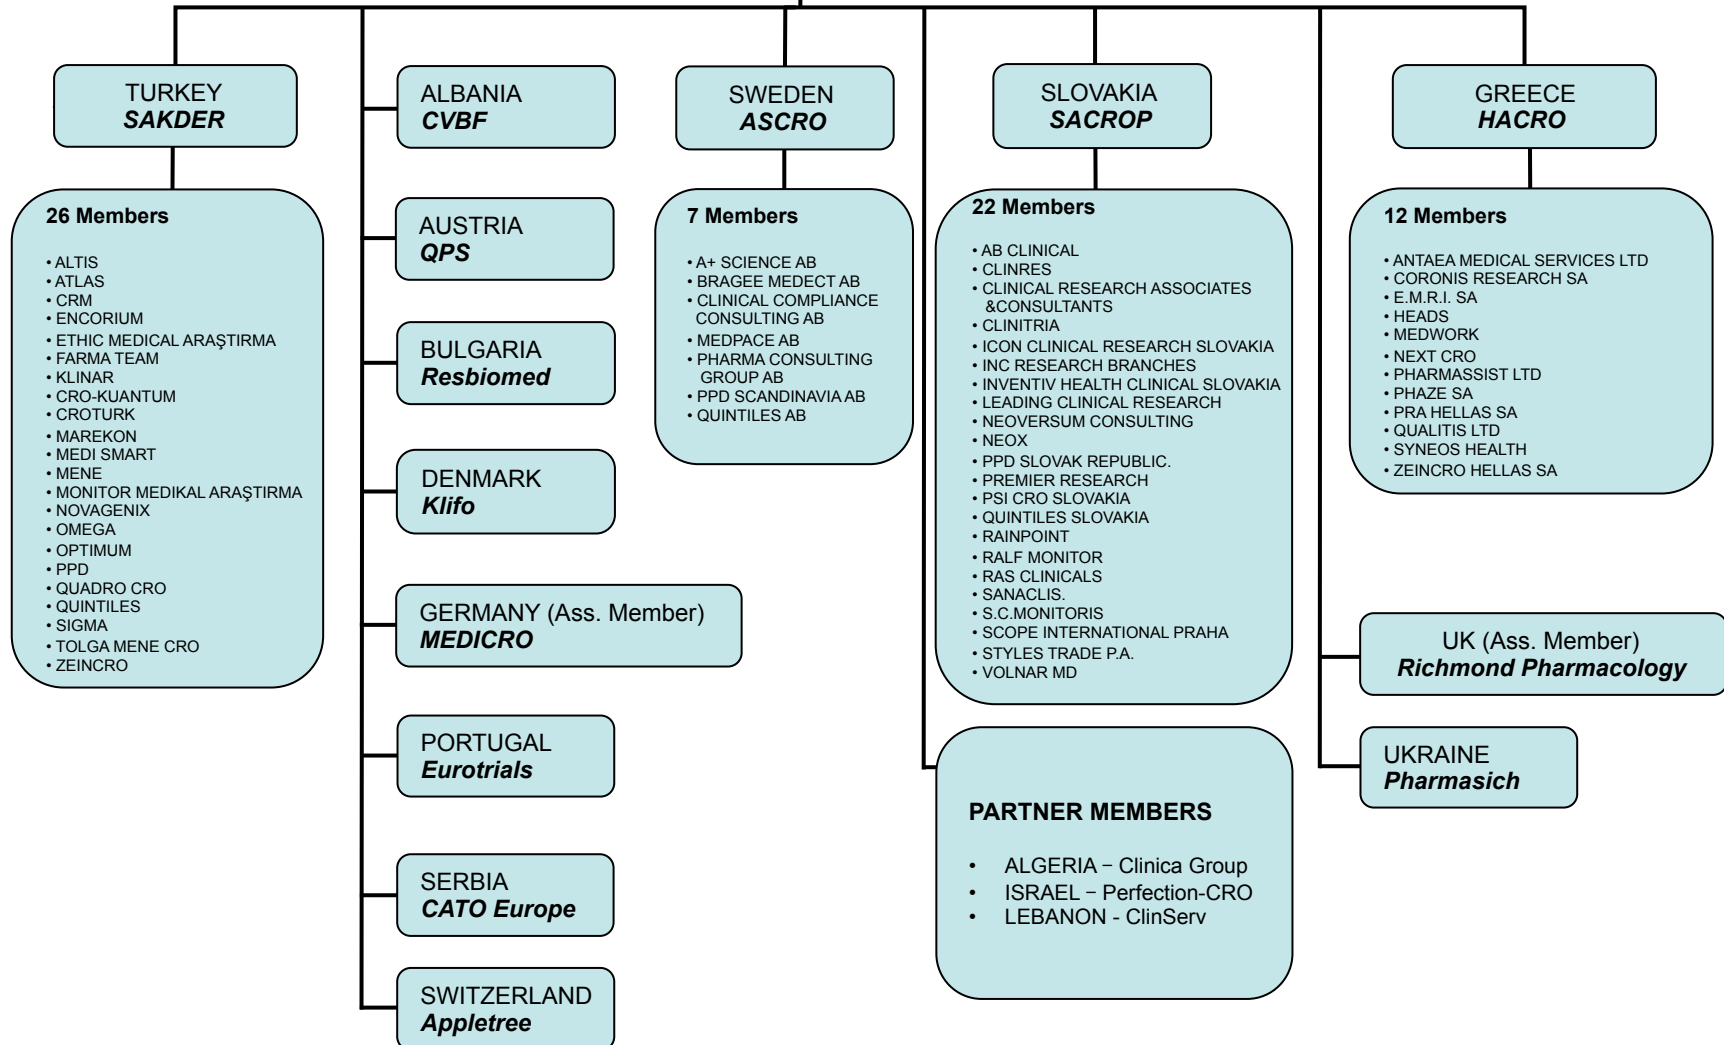 TURKEY
SAKDER
26 Members
• ALTIS
• ATLAS
• CRM
• ENCORIUM
• ETHIC MEDICAL ARAŞTIRMA
• FARMA TEAM
• KLINAR
• CRO-KUANTUM
• CROTURK
• MAREKON
• MEDI SMART
• MENE
• MONITOR MEDIKAL ARAŞTIRMA
• NOVAGENIX
• OMEGA
• OPTIMUM
• PPD
• QUADRO CRO
• QUINTILES
• SIGMA
• TOLGA MENE CRO
• ZEINCRO
ALBANIA
CVBF
AUSTRIA
QPS
BULGARIA
Resbiomed
DENMARK
Klifo
GERMANY (Ass. Member)
MEDICRO
PORTUGAL
Eurotrials
SERBIA
CATO Europe
SWITZERLAND
Appletree
SWEDEN
ASCRO
7 Members
• A+ SCIENCE AB
• BRAGEE MEDECT AB
• CLINICAL COMPLIANCE
CONSULTING AB
• MEDPACE AB
• PHARMA CONSULTING
GROUP AB
• PPD SCANDINAVIA AB
• QUINTILES AB
SLOVAKIA
SACROP
22 Members
• AB CLINICAL
• CLINRES
• CLINICAL RESEARCH ASSOCIATES
&CONSULTANTS
• CLINITRIA
• ICON CLINICAL RESEARCH SLOVAKIA
• INC RESEARCH BRANCHES
• INVENTIV HEALTH CLINICAL SLOVAKIA
• LEADING CLINICAL RESEARCH
• NEOVERSUM CONSULTING
• NEOX
• PPD SLOVAK REPUBLIC.
• PREMIER RESEARCH
• PSI CRO SLOVAKIA
• QUINTILES SLOVAKIA
• RAINPOINT
• RALF MONITOR
• RAS CLINICALS
• SANACLIS.
• S.C.MONITORIS
• SCOPE INTERNATIONAL PRAHA
• STYLES TRADE P.A.
• VOLNAR MD
PARTNER MEMBERS
• ALGERIA – Clinica Group
• ISRAEL – Perfection-CRO
• LEBANON - ClinServ
GREECE
HACRO
12 Members
• ANTAEA MEDICAL SERVICES LTD
• CORONIS RESEARCH SA
• E.M.R.I. SA
• HEADS
• MEDWORK
• NEXT CRO
• PHARMASSIST LTD
• PHAZE SA
• PRA HELLAS SA
• QUALITIS LTD
• SYNEOS HEALTH
• ZEINCRO HELLAS SA
UK (Ass. Member)
Richmond Pharmacology
UKRAINE
Pharmasich